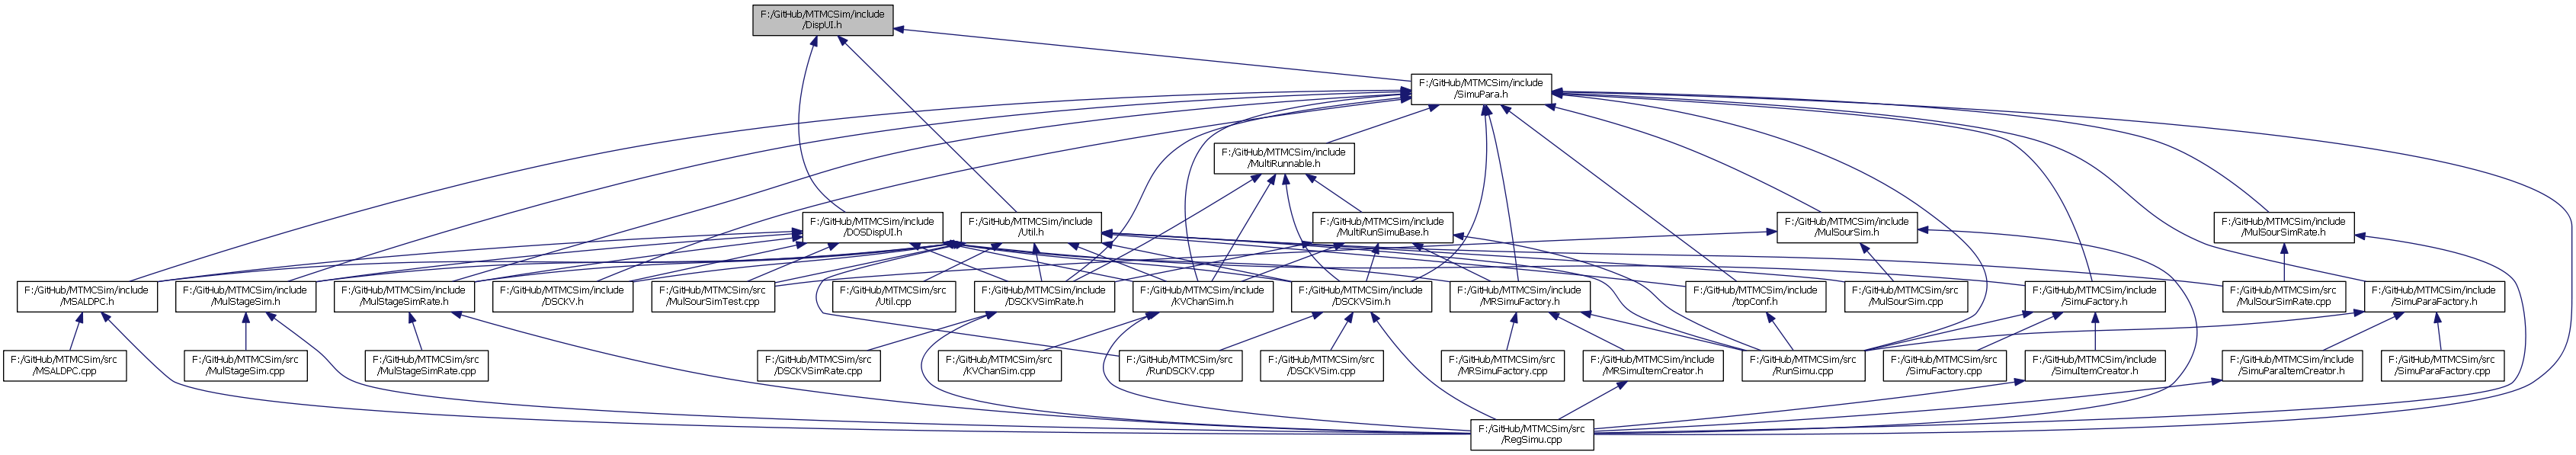 F:/GitHub/MTMCSim/include
/DispUI.h
F:/GitHub/MTMCSim/include
/SimuPara.h
F:/GitHub/MTMCSim/include
/MultiRunnable.h
F:/GitHub/MTMCSim/include
/DOSDispUI.h
F:/GitHub/MTMCSim/include
/Util.h
F:/GitHub/MTMCSim/include
/MultiRunSimuBase.h
F:/GitHub/MTMCSim/include
/MulSourSim.h
F:/GitHub/MTMCSim/include
/MulSourSimRate.h
F:/GitHub/MTMCSim/include
/MSALDPC.h
F:/GitHub/MTMCSim/include
/MulStageSim.h
F:/GitHub/MTMCSim/include
/MulStageSimRate.h
F:/GitHub/MTMCSim/include
/DSCKV.h
F:/GitHub/MTMCSim/src
/MulSourSimTest.cpp
F:/GitHub/MTMCSim/src
/Util.cpp
F:/GitHub/MTMCSim/include
/DSCKVSimRate.h
F:/GitHub/MTMCSim/include
/KVChanSim.h
F:/GitHub/MTMCSim/include
/DSCKVSim.h
F:/GitHub/MTMCSim/include
/MRSimuFactory.h
F:/GitHub/MTMCSim/include
/topConf.h
F:/GitHub/MTMCSim/src
/MulSourSim.cpp
F:/GitHub/MTMCSim/include
/SimuFactory.h
F:/GitHub/MTMCSim/src
/MulSourSimRate.cpp
F:/GitHub/MTMCSim/include
/SimuParaFactory.h
F:/GitHub/MTMCSim/src
/MSALDPC.cpp
F:/GitHub/MTMCSim/src
/MulStageSim.cpp
F:/GitHub/MTMCSim/src
/MulStageSimRate.cpp
F:/GitHub/MTMCSim/src
/DSCKVSimRate.cpp
F:/GitHub/MTMCSim/src
/KVChanSim.cpp
F:/GitHub/MTMCSim/src
/RunDSCKV.cpp
F:/GitHub/MTMCSim/src
/DSCKVSim.cpp
F:/GitHub/MTMCSim/src
/MRSimuFactory.cpp
F:/GitHub/MTMCSim/include
/MRSimuItemCreator.h
F:/GitHub/MTMCSim/src
/RunSimu.cpp
F:/GitHub/MTMCSim/src
/SimuFactory.cpp
F:/GitHub/MTMCSim/include
/SimuItemCreator.h
F:/GitHub/MTMCSim/include
/SimuParaItemCreator.h
F:/GitHub/MTMCSim/src
/SimuParaFactory.cpp
F:/GitHub/MTMCSim/src
/RegSimu.cpp